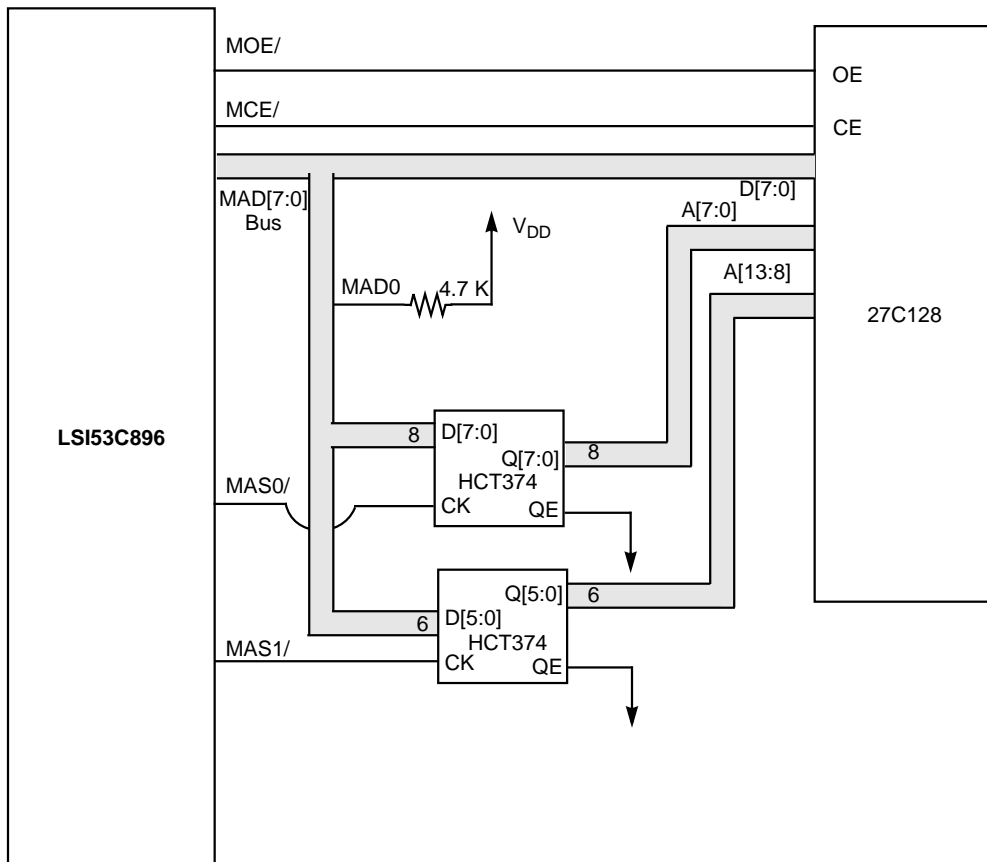 MOE/
OE
MCE/
CE
MAD[7:0]
Bus
D[7:0]
A[7:0]
VDD
A[13:8]
MAD0
4.7 K
27C128
LSI53C896
8
D[7:0]
Q[7:0]
8
HCT374
MAS0/
CK
QE
Q[5:0]
6
6
D[5:0]
HCT374
MAS1/
CK
QE